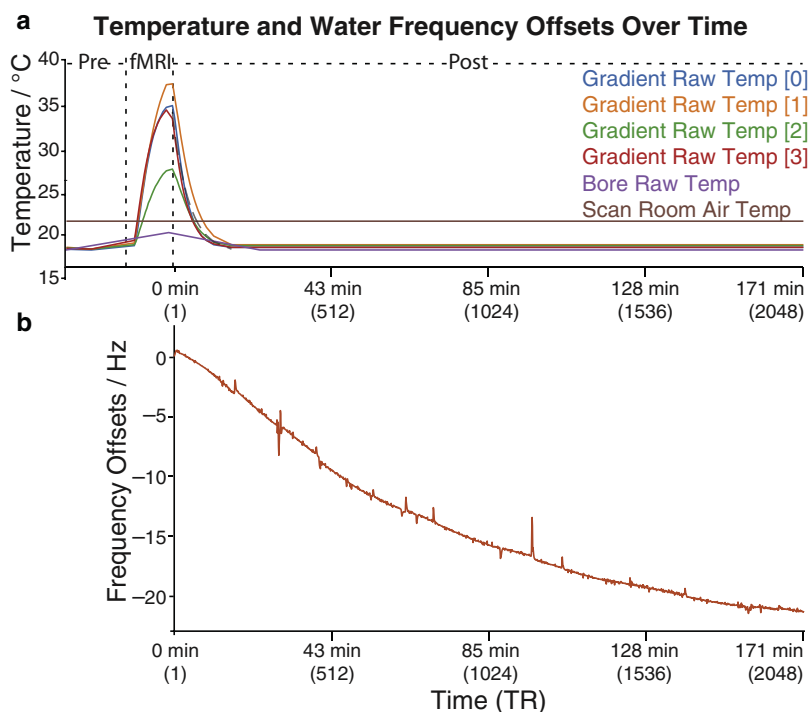 a Temperature and Water Frequency Offsets Over Time
Temperature / °C
40
35
30
25
20
15
Pre fMRI Post
Gradient Raw Temp [0]
Gradient Raw Temp [1]
Gradient Raw Temp [2]
Gradient Raw Temp [3]
Bore Raw Temp
Scan Room Air Temp
0 min 43 min 85 min 128 min 171 min
(1) (512) (1024) (1536) (2048)
b
Frequency Offsets / Hz
0
−5
−10
−15
−20
0 min 43 min 85 min 128 min 171 min
(1) (512) (1024) (1536) (2048)
Time (TR)